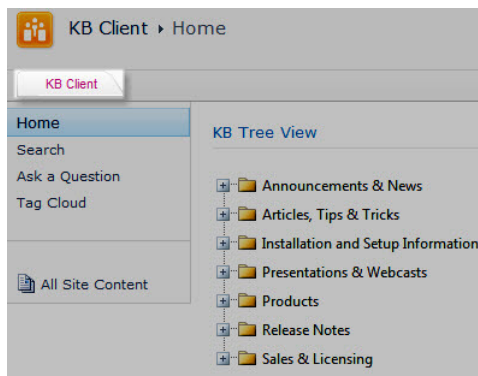 KB Client ▸ Home
KB Client
Home
Search
Ask a Question
Tag Cloud
All Site Content
KB Tree View
Announcements & News
Articles, Tips & Tricks
Installation and Setup Information
Presentations & Webcasts
Products
Release Notes
Sales & Licensing